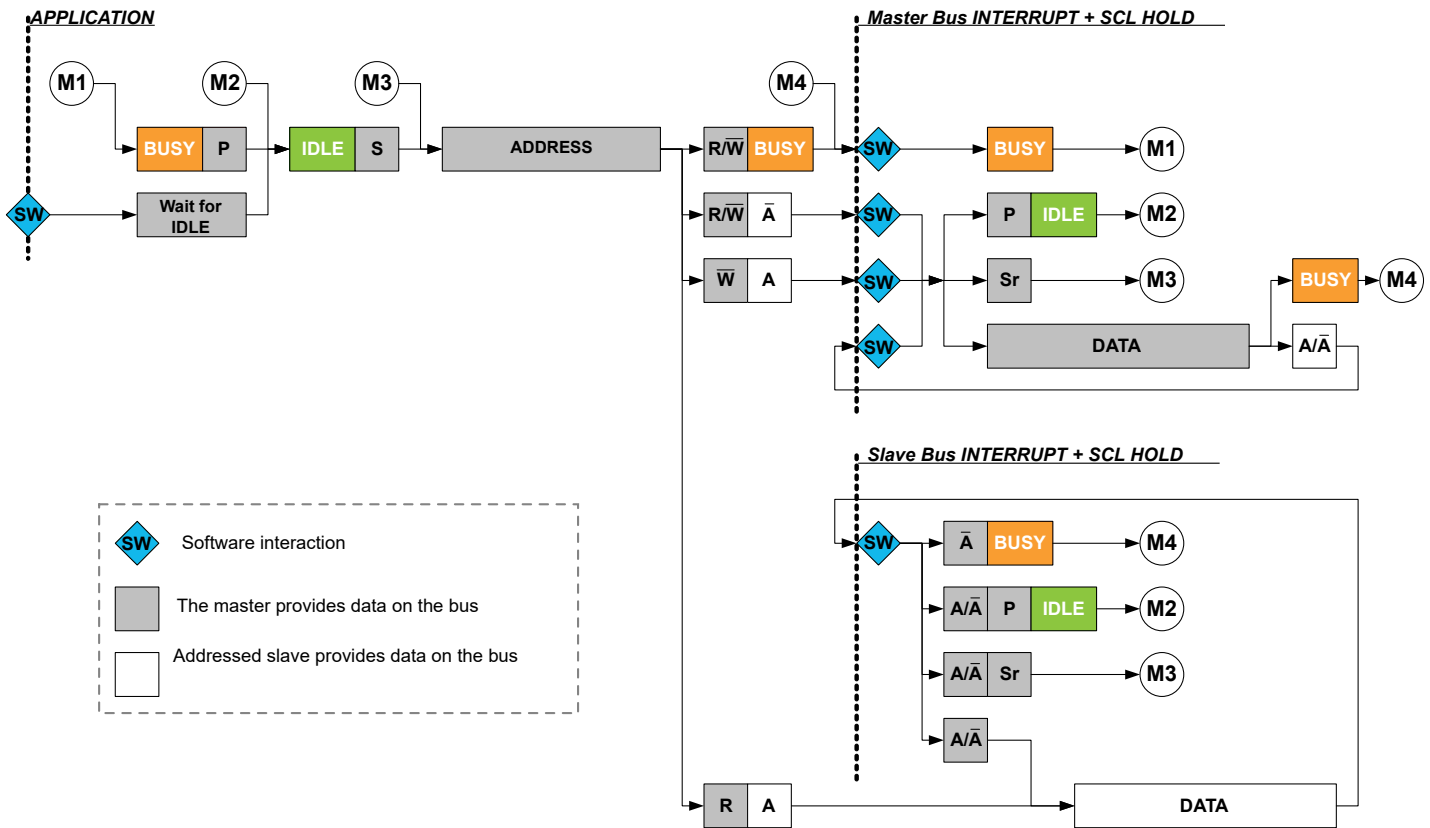 APPLICATION
Master Bus INTERRUPT + SCL HOLD
M1
M2
M3
M4
BUSY P
IDLE S
ADDRESS
R/W̅ BUSY
SW
BUSY
M1
SW
Wait for
IDLE
R/W̅ A̅
SW
P IDLE
M2
W̅ A
SW
Sr
M3
BUSY
M4
SW
DATA
A/A̅
Slave Bus INTERRUPT + SCL HOLD
SW
A̅ BUSY
M4
A/A̅ P IDLE
M2
A/A̅ Sr
M3
A/A̅
R A
DATA
SW Software interaction
The master provides data on the bus
Addressed slave provides data on the bus